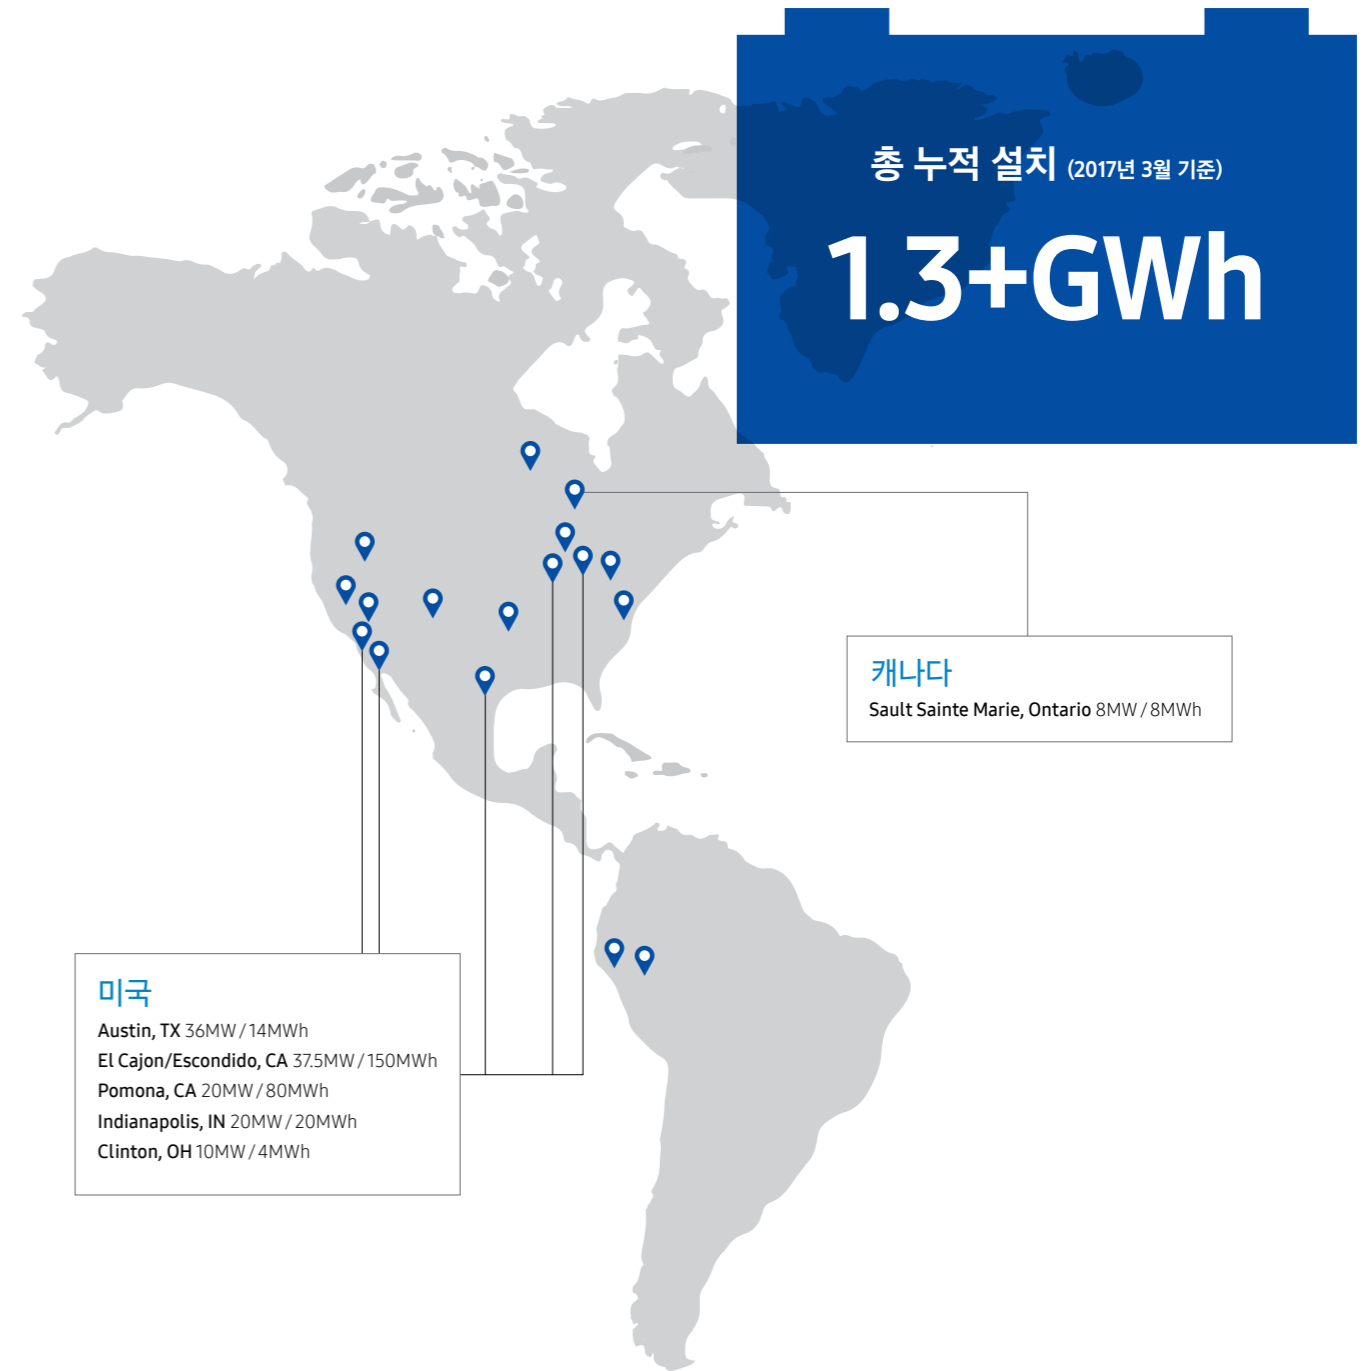 총 누적 설치 (2017년 3월 기준)
1.3+GWh
캐나다
Sault Sainte Marie, Ontario 8MW/8MWh
미국
Austin, TX 36MW/14MWh
El Cajon/Escondido, CA 37.5MW/150MWh
Pomona, CA 20MW/80MWh
Indianapolis, IN 20MW/20MWh
Clinton, OH 10MW/4MWh